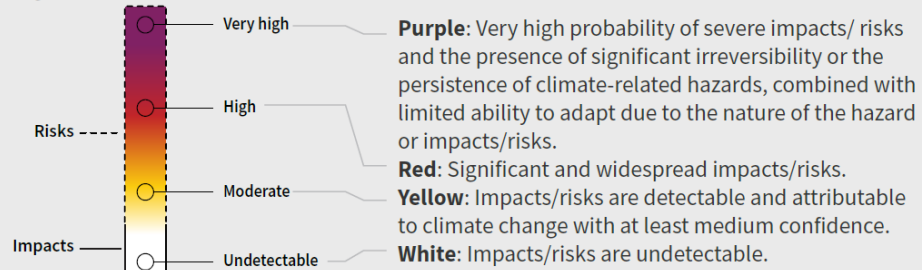 Very high
High
Risks
Moderate
Impacts
Undetectable
Purple: Very high probability of severe impacts/ risks
and the presence of significant irreversibility or the
persistence of climate-related hazards, combined with
limited ability to adapt due to the nature of the hazard
or impacts/risks.
Red: Significant and widespread impacts/risks.
Yellow: Impacts/risks are detectable and attributable
to climate change with at least medium confidence.
White: Impacts/risks are undetectable.